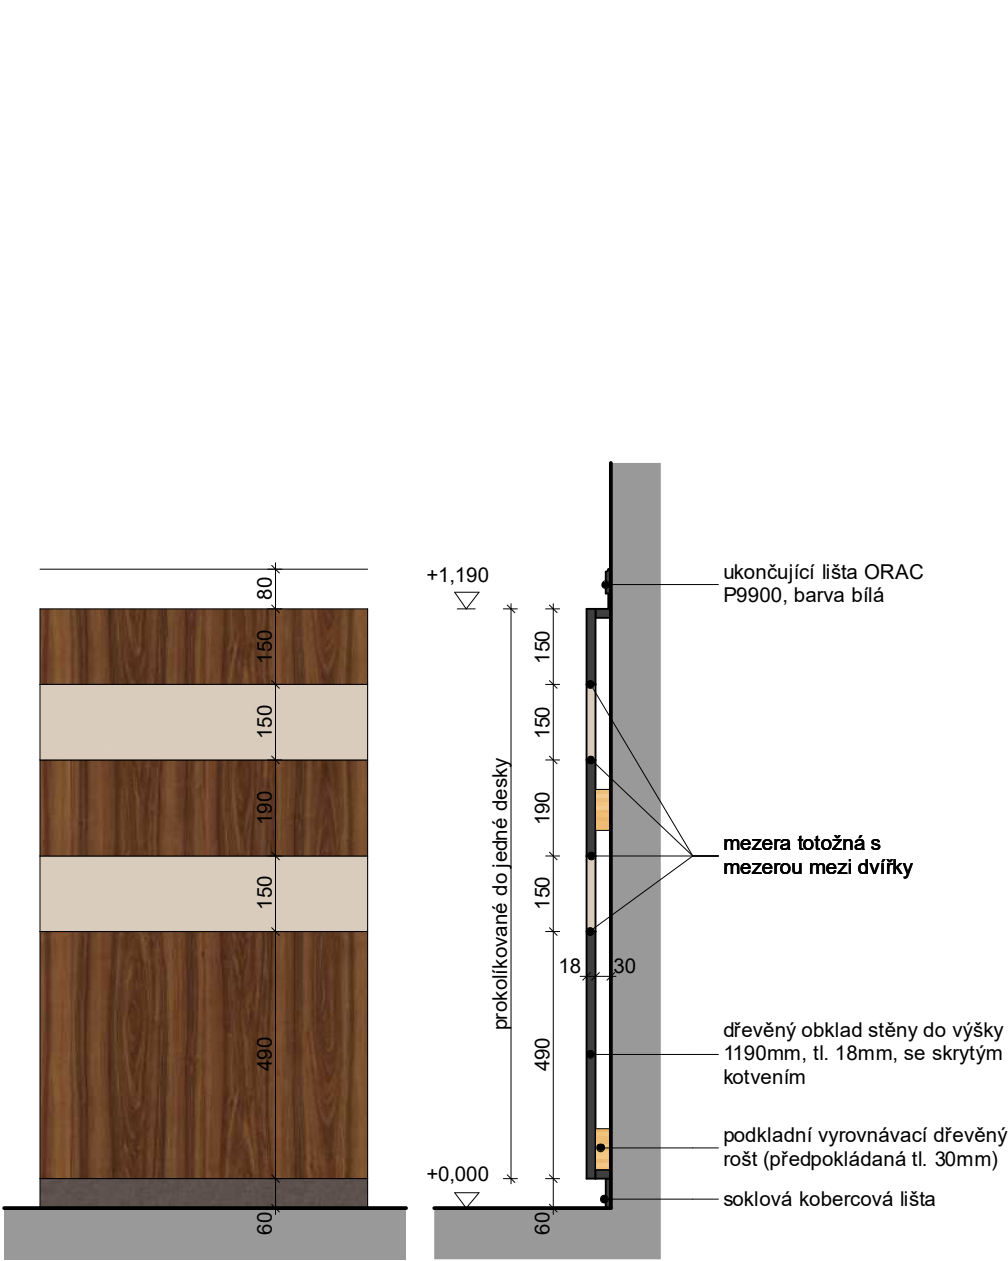 80
150
150
190
150
490
60
+1,190
+0,000
prokolíkované do jedné desky
150
150
190
150
490
60
18
30
ukončující lišta ORAC
P9900, barva bílá
mezera totožná s
mezerou mezi dvířky
dřevěný obklad stěny do výšky
1190mm, tl. 18mm, se skrytým
kotvením
podkladní vyrovnávací dřevěný
rošt (předpokládaná tl. 30mm)
soklová kobercová lišta